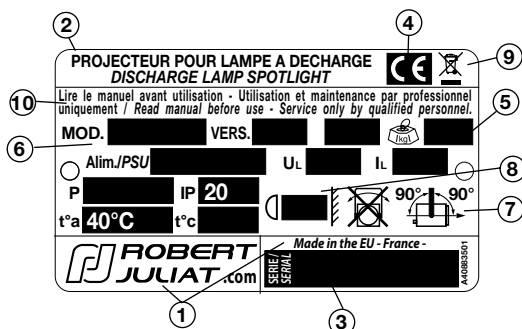 2
4
9
PROJECTEUR POUR LAMPE A DECHARGE
DISCHARGE LAMP SPOTLIGHT
CE
10
Lire le manuel avant utilisation - Utilisation et maintenance par professionnel
uniquement / Read manual before use - Service only by qualified personnel.
5
6
MOD. VERS. kg
Alim./PSU UL IL
8
P IP 20
90° 90°
7
t°a 40°C t°c
ROBERT
JULIAT.com
Made in the EU - France -
SERIE/
SERIAL
A40883501
1
3